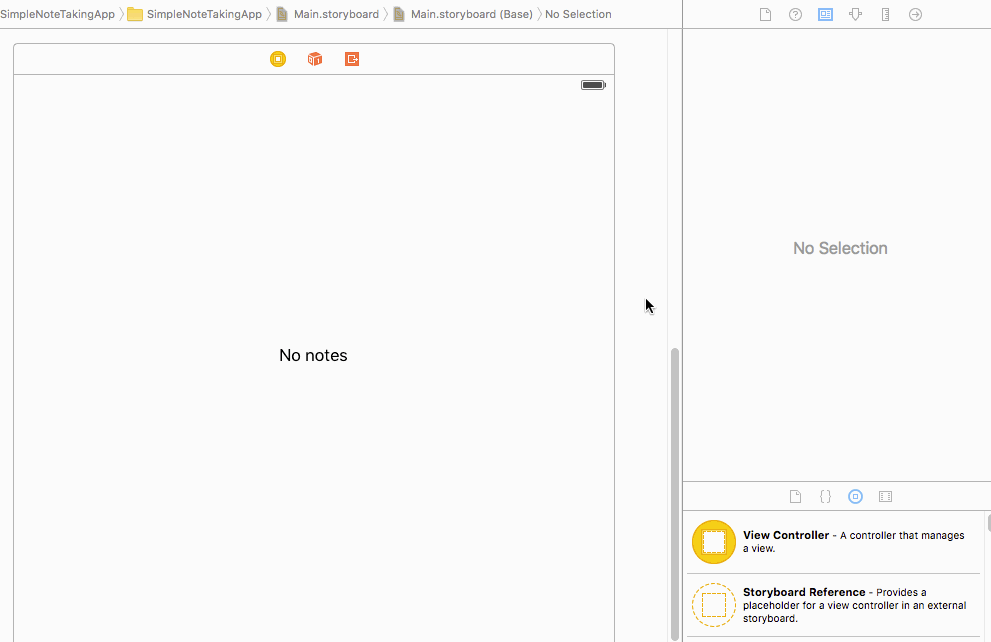 SimpleNoteTakingApp SimpleNoteTakingApp Main.storyboard Main.storyboard (Base) No Selection
No Selection
No notes
View Controller - A controller that manages
a view.
Storyboard Reference - Provides a
placeholder for a view controller in an external
storyboard.